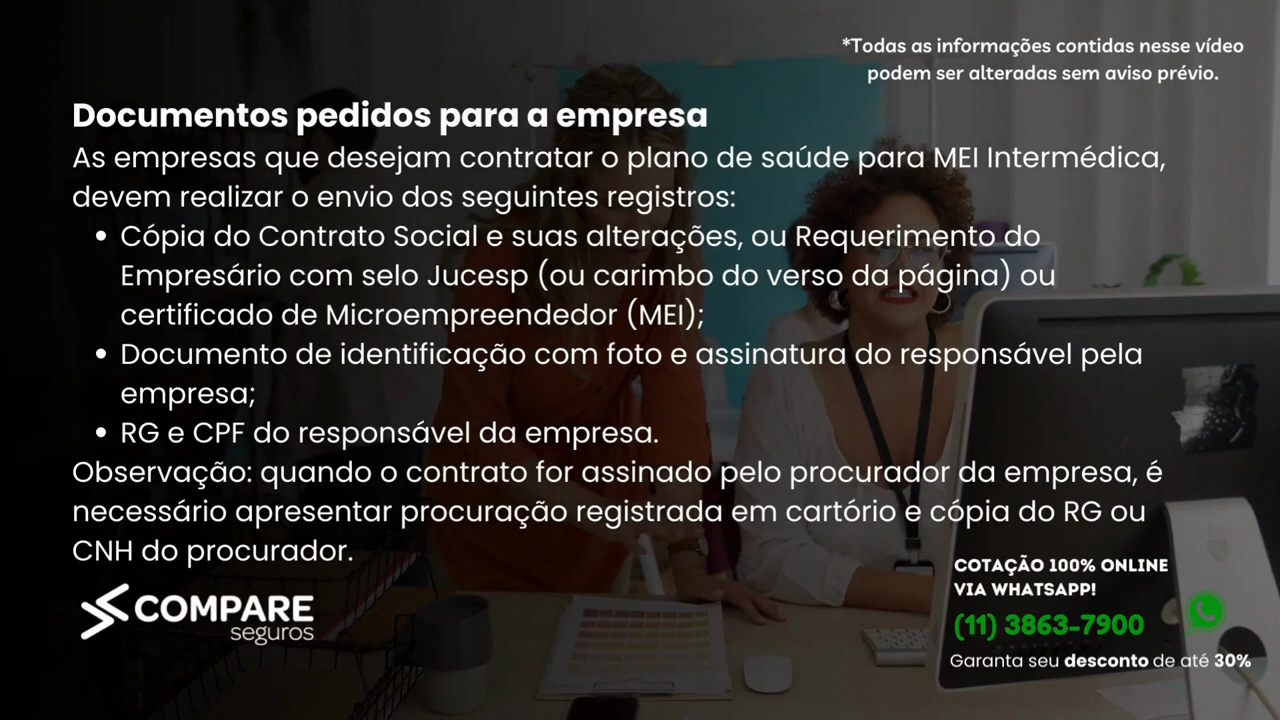 *Todas as informações contidas nesse vídeo
podem ser alteradas sem aviso prévio.
Documentos pedidos para a empresa
As empresas que desejam contratar o plano de saúde para MEI Intermédica,
devem realizar o envio dos seguintes registros:
• Cópia do Contrato Social e suas alterações, ou Requerimento do
Empresário com selo Jucesp (ou carimbo do verso da página) ou
certificado de Microempreendedor (MEI);
• Documento de identificação com foto e assinatura do responsável pela
empresa;
• RG e CPF do responsável da empresa.
Observação: quando o contrato for assinado pelo procurador da empresa, é
necessário apresentar procuração registrada em cartório e cópia do RG ou
CNH do procurador.
COMPARE
seguros
COTAÇÃO 100% ONLINE
VIA WHATSAPP!
(11) 3863-7900
Garanta seu desconto de até 30%